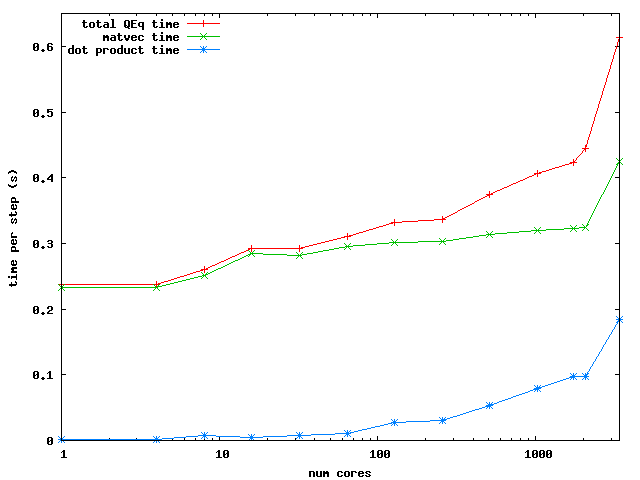 total QEq time
matvec time
dot product time
0.6
0.5
0.4
0.3
0.2
0.1
0
time per step (s)
1 10 100 1000
num cores